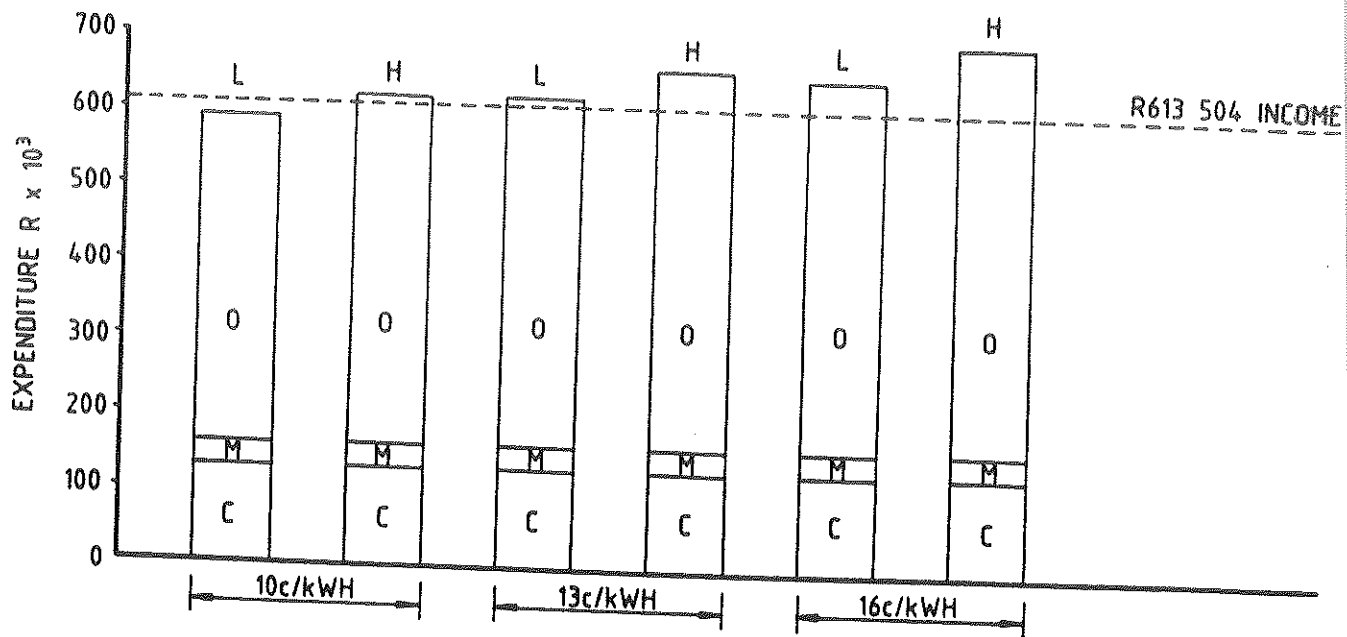 EXPENDITURE R x 10³
700
600
500
400
300
200
100
0
L
H
L
H
L
H
R613 504 INCOME
O
O
O
O
O
O
M
M
M
M
M
M
C
C
C
C
C
C
10c/kWH
13c/kWH
16c/kWH